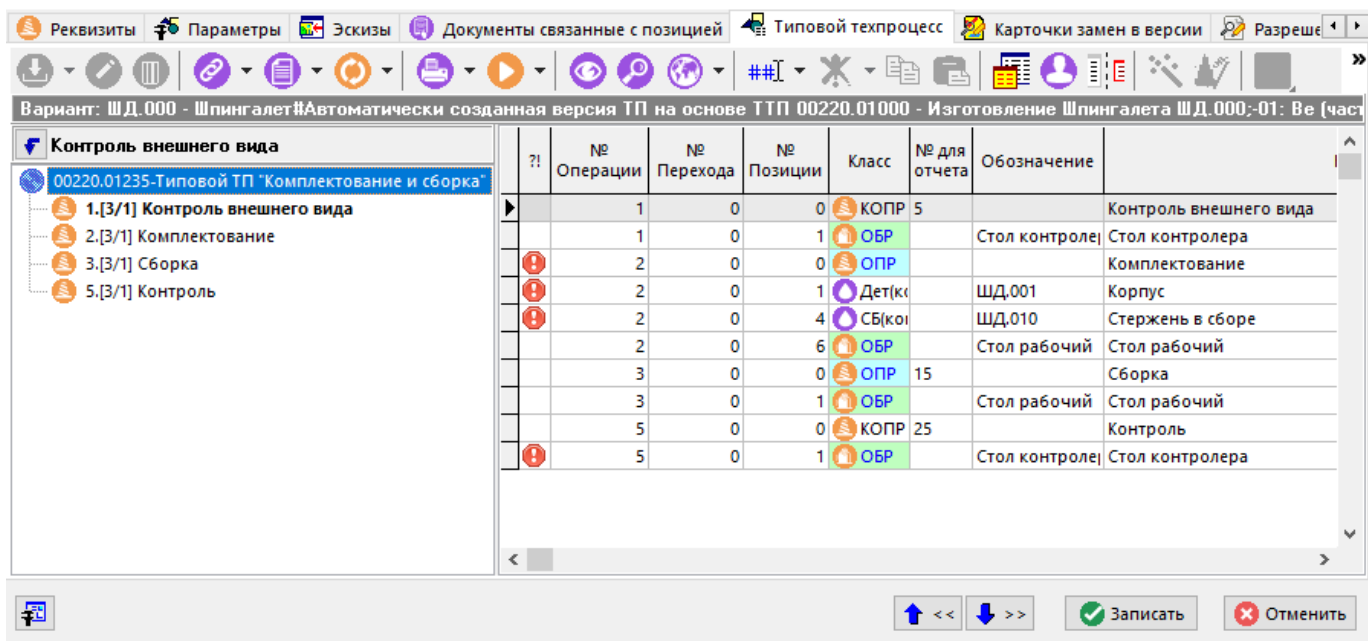 Реквизиты Параметры Эскизы Документы связанные с позицией Типовой техпроцесс Карточки замен в версии Разреше
##
Вариант: ШД.000 - Шпингалет#Автоматически созданная версия ТП на основе ТТП 00220.01000 - Изготовление Шпингалета ШД.000;-01: Ве (част
Контроль внешнего вида
00220.01235-Типовой ТП "Комплектование и сборка"
1.[3/1] Контроль внешнего вида
2.[3/1] Комплектование
3.[3/1] Сборка
5.[3/1] Контроль
?! № Операции № Перехода № Позиции Класс № для отчета Обозначение
1 0 0 КОПР 5 Контроль внешнего вида
1 0 1 ОБР Стол контролер Стол контролера
2 0 0 ОПР Комплектование
2 0 1 Дет(ко ШД.001 Корпус
2 0 4 СБ(кон ШД.010 Стержень в сборе
2 0 6 ОБР Стол рабочий Стол рабочий
3 0 0 ОПР 15 Сборка
3 0 1 ОБР Стол рабочий Стол рабочий
5 0 0 КОПР 25 Контроль
5 0 1 ОБР Стол контролер Стол контролера
<< >> Записать Отменить